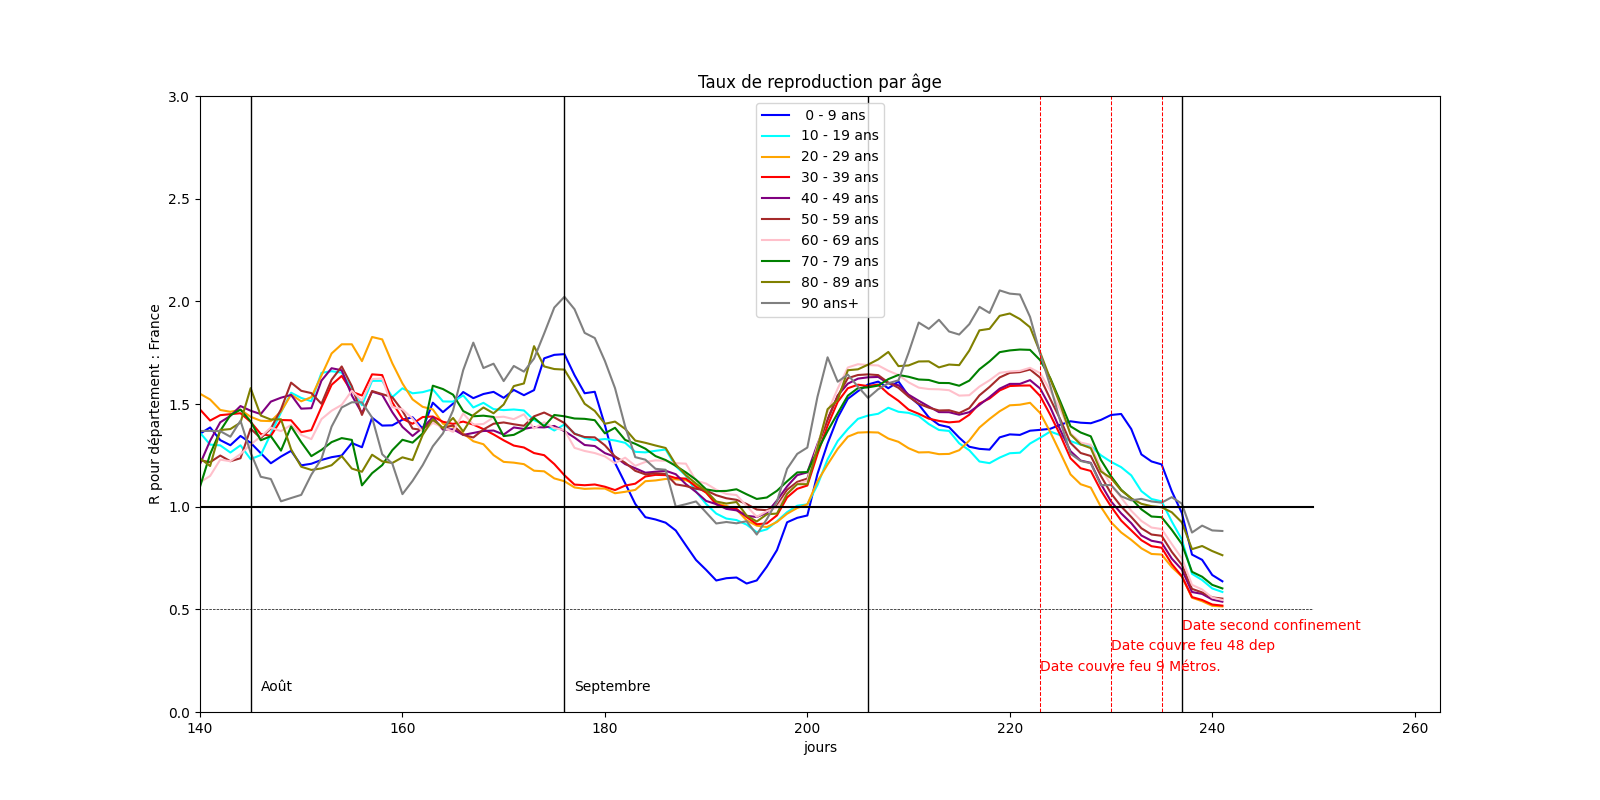 Taux de reproduction par âge
R pour département : France
3.0
2.5
2.0
1.5
1.0
0.5
0.0
0 - 9 ans
10 - 19 ans
20 - 29 ans
30 - 39 ans
40 - 49 ans
50 - 59 ans
60 - 69 ans
70 - 79 ans
80 - 89 ans
90 ans+
Date second confinement
Date couvre feu 48 dep
Date couvre feu 9 Métros.
Août
Septembre
140
160
180
200
220
240
260
jours